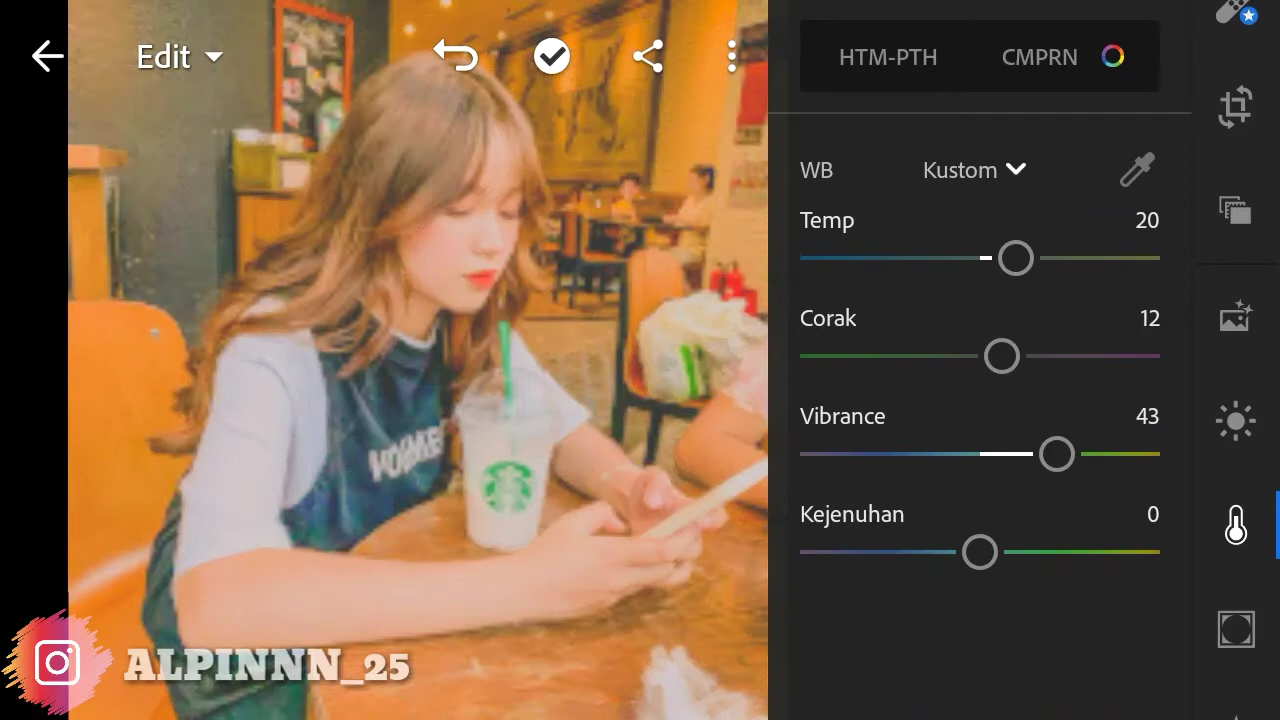 Edit
HTM-PTH CMPRN
WB Kustom
Temp 20
Corak 12
Vibrance 43
Kejenuhan 0
ALPINNN_25